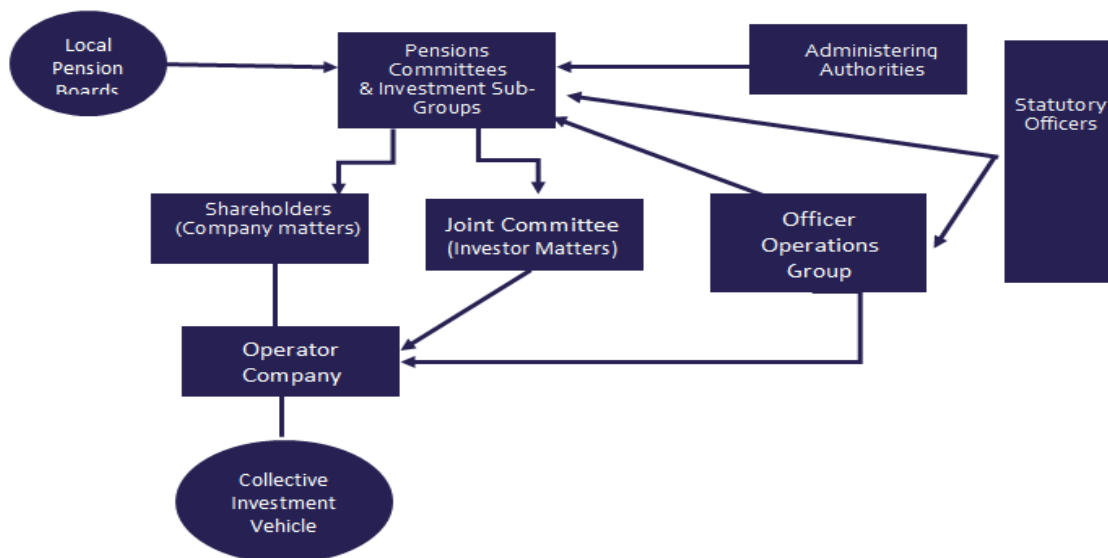 Local
Pension
Boards
Pensions
Committees
& Investment Sub-
Groups
Administering
Authorities
Statutory
Officers
Shareholders
(Company matters)
Joint Committee
(Investor Matters)
Officer
Operations
Group
Operator
Company
Collective
Investment
Vehicle